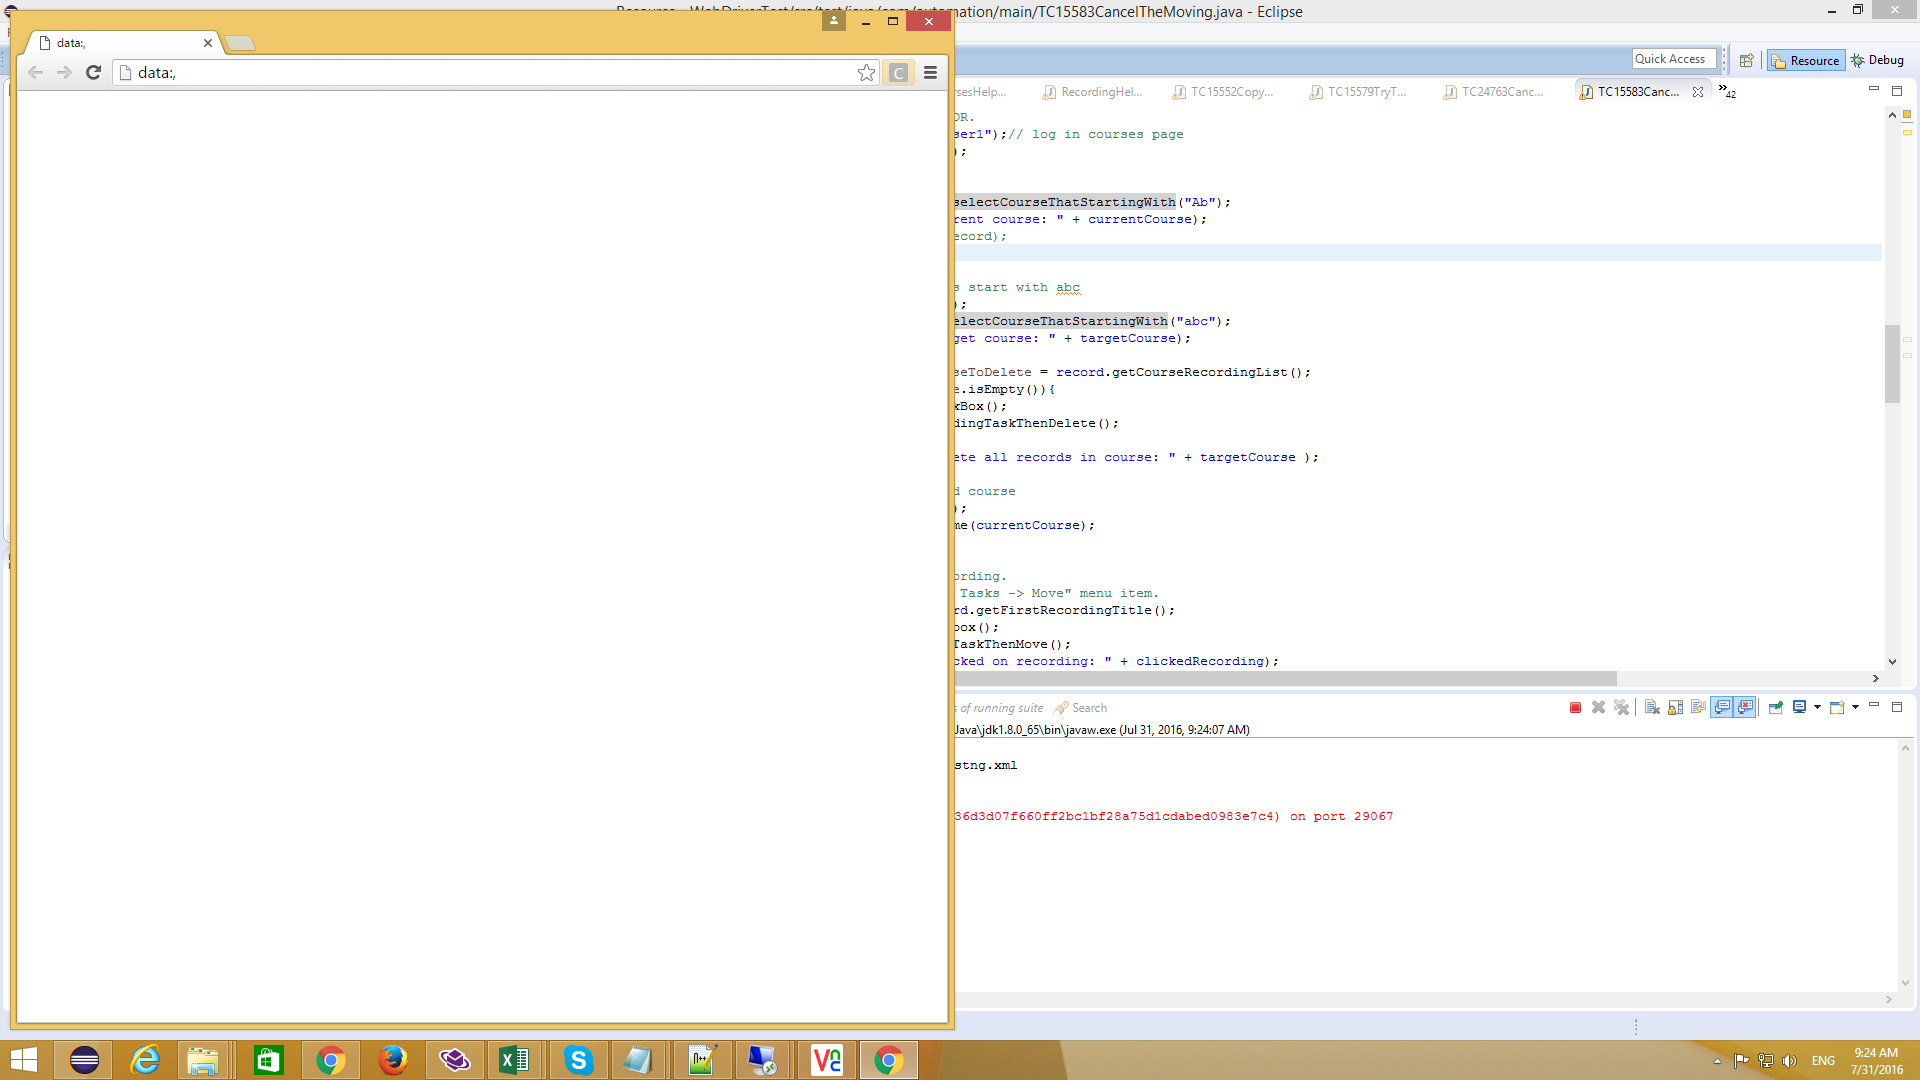 TC15583CancelTheMoving.java - Eclipse
data:,
data:,
Quick Access
Resource
Debug
sesHelp...
RecordingHel...
TC15552Copy...
TC15579TryT...
TC24763Canc...
TC15583Canc...
42
OR.
ser1");// log in courses page
);
selectCourseThatStartingWith("Ab");
rent course: " + currentCourse);
ecord);
s start with abc
);
electCourseThatStartingWith("abc");
get course: " + targetCourse);
seToDelete = record.getCourseRecordingList();
e.isEmpty()){
kBox();
dingTaskThenDelete();
ete all records in course: " + targetCourse );
d course
);
me(currentCourse);
ording.
Tasks -> Move" menu item.
rd.getFirstRecordingTitle();
box();
TaskThenMove();
cked on recording: " + clickedRecording);
s of running suite
Search
Java\jdk1.8.0_65\bin\javaw.exe (Jul 31, 2016, 9:24:07 AM)
stng.xml
36d3d07f660ff2bc1bf28a75d1cdabed0983e7c4) on port 29067
ENG
9:24 AM
7/31/2016